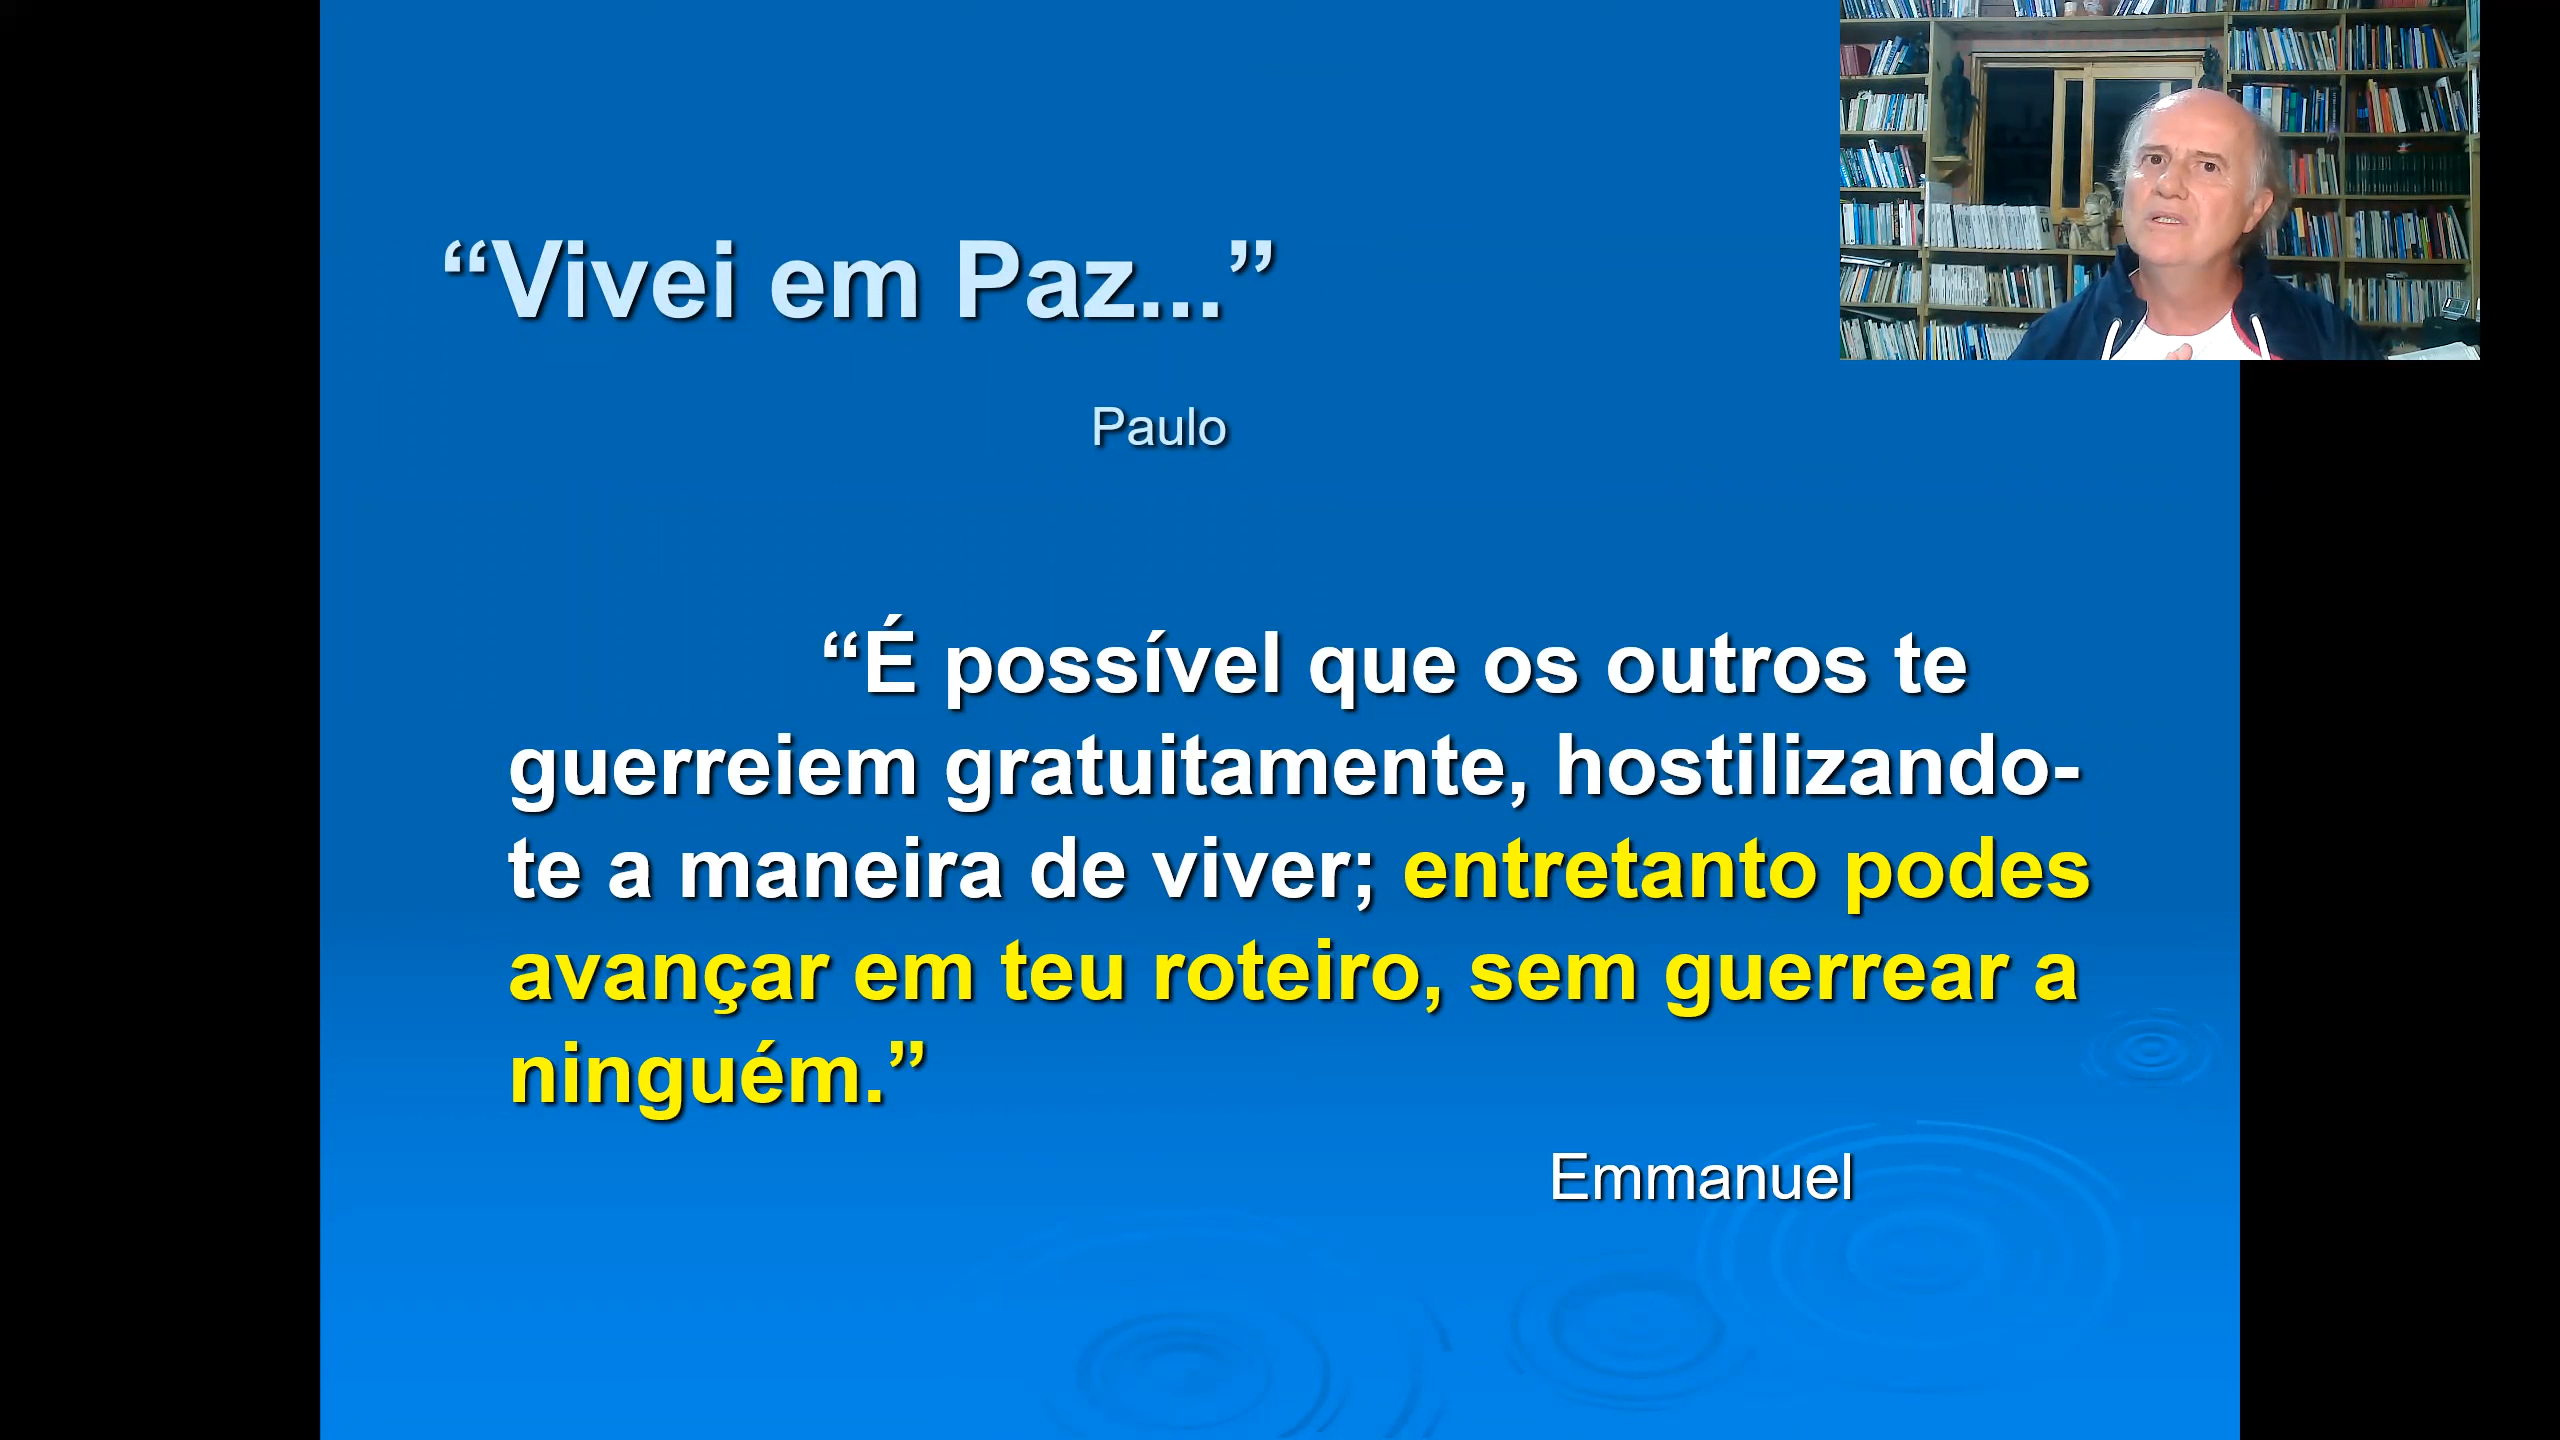 “Vivei em Paz...”
Paulo
“É possível que os outros te
guerreiem gratuitamente, hostilizando-
te a maneira de viver; entretanto podes
avançar em teu roteiro, sem guerrear a
ninguém.”
Emmanuel